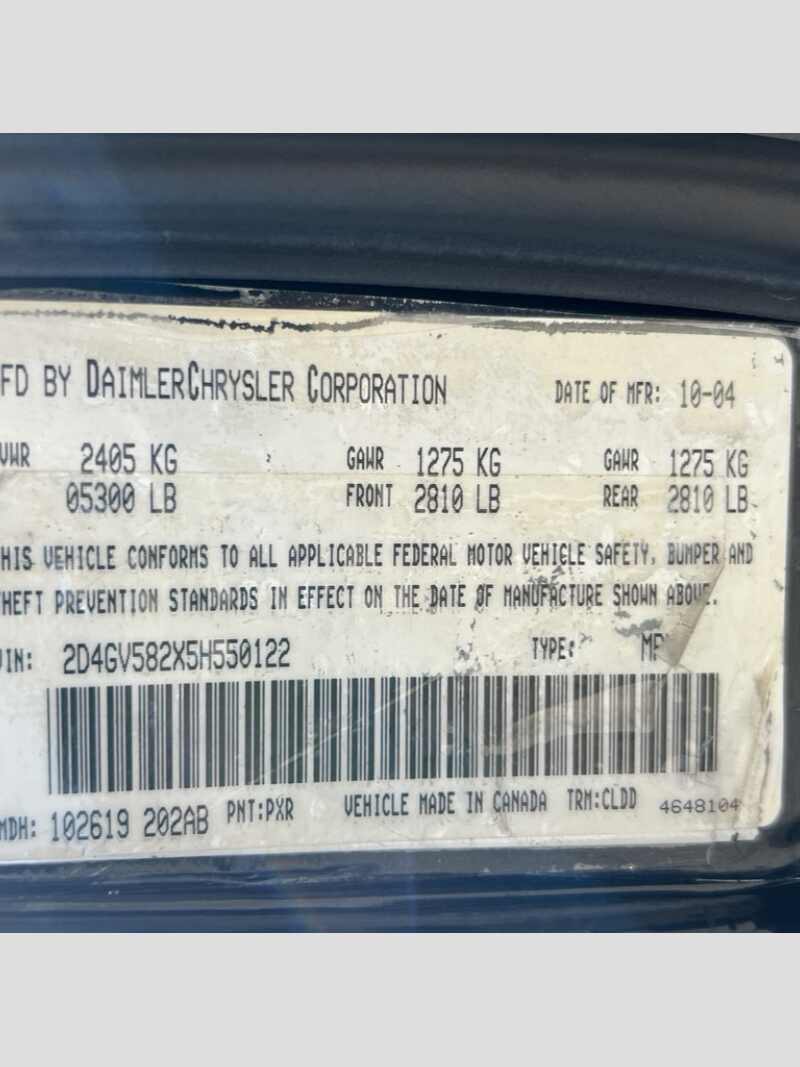 FD BY DAIMLERCHRYSLER CORPORATION DATE OF MFR: 10-04
VWR 2405 KG GAWR 1275 KG GAWR 1275 KG
05300 LB FRONT 2810 LB REAR 2810 LB
HIS VEHICLE CONFORMS TO ALL APPLICABLE FEDERAL MOTOR VEHICLE SAFETY, BUMPER AND
HEFT PREVENTION STANDARDS IN EFFECT ON THE DATE OF MANUFACTURE SHOWN ABOVE.
VIN: 2D4GV582X5H550122 TYPE: MP
MDH: 102619 202AB PNT:PXR VEHICLE MADE IN CANADA TRM:CLDD 4648104